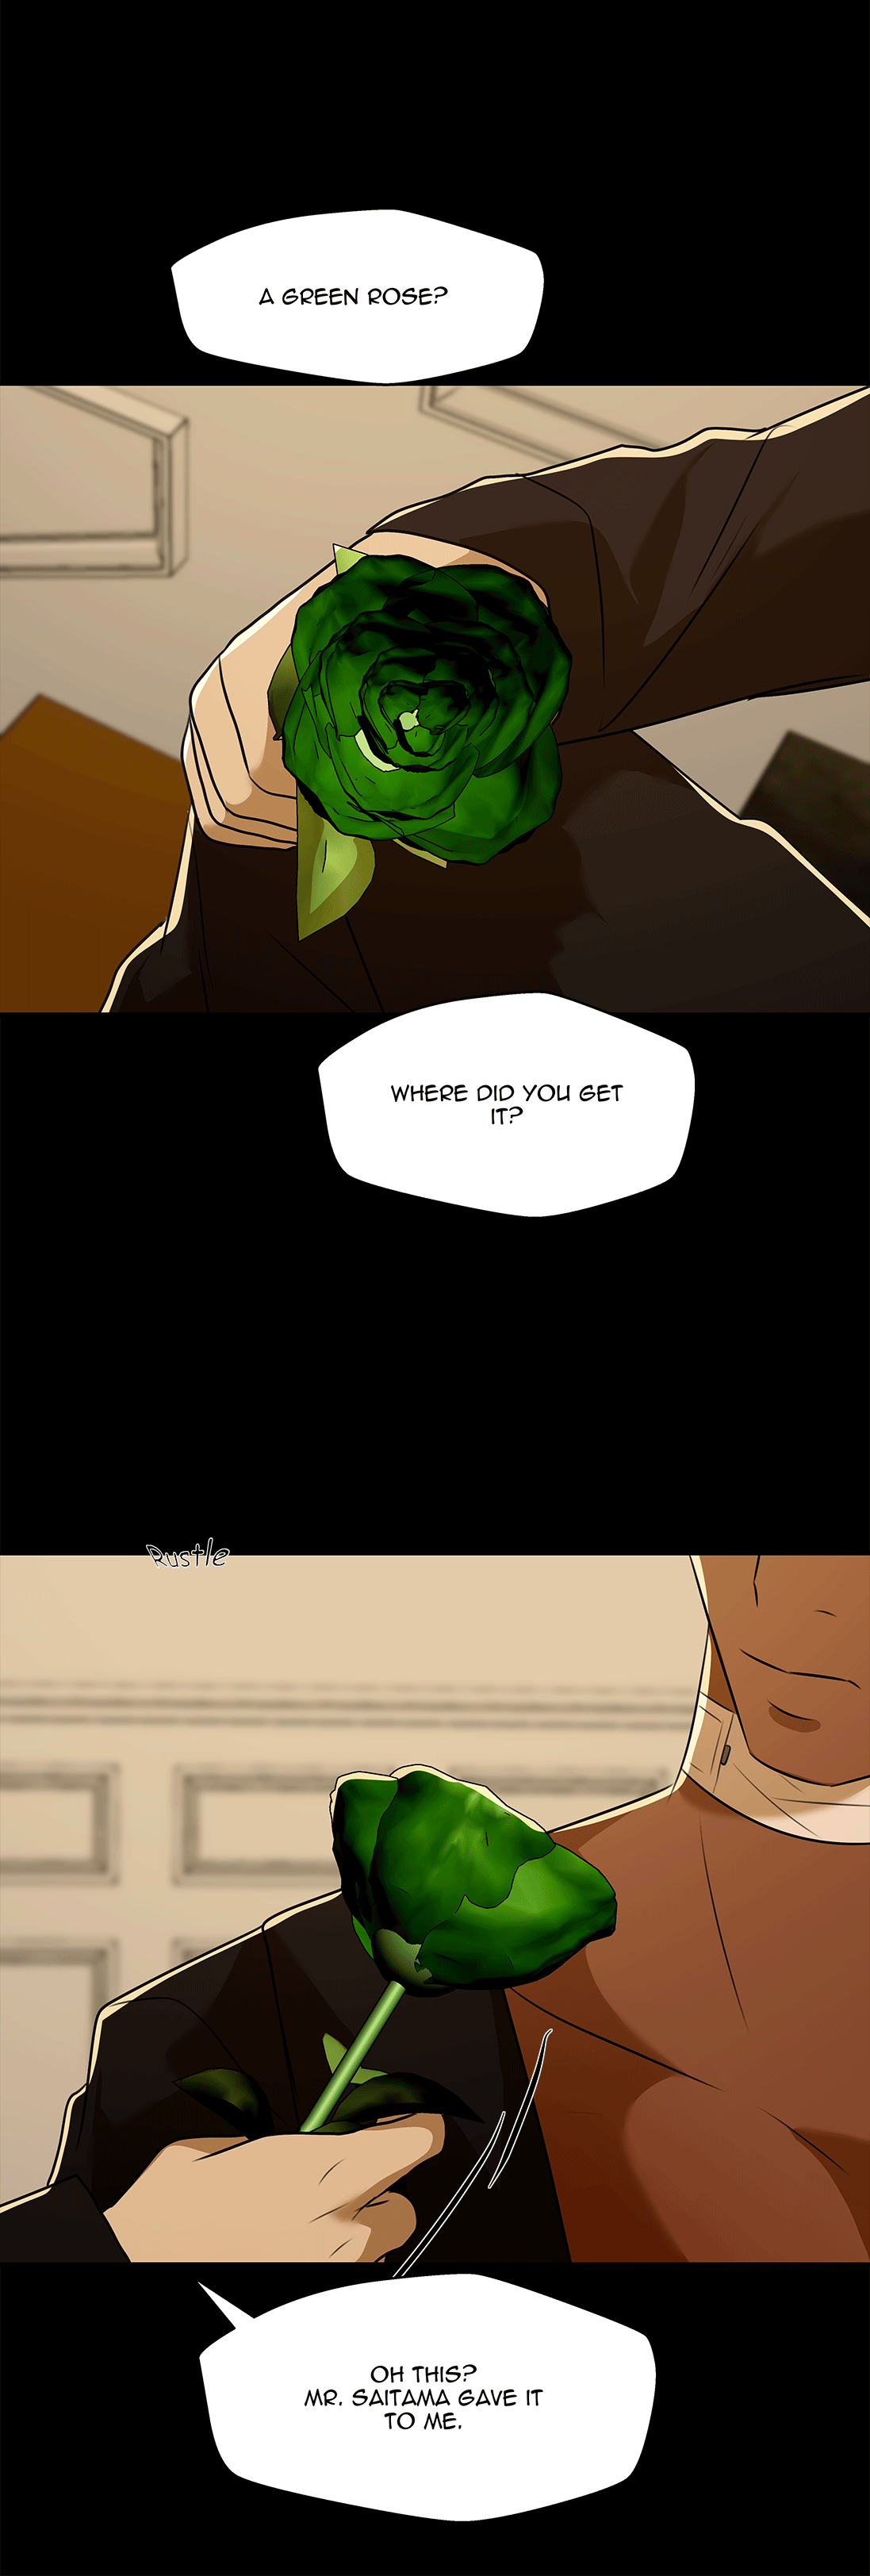 A GREEN ROSE?
WHERE DID YOU GET
IT?
Rustle
OH THIS?
MR. SAITAMA GAVE IT
TO ME.